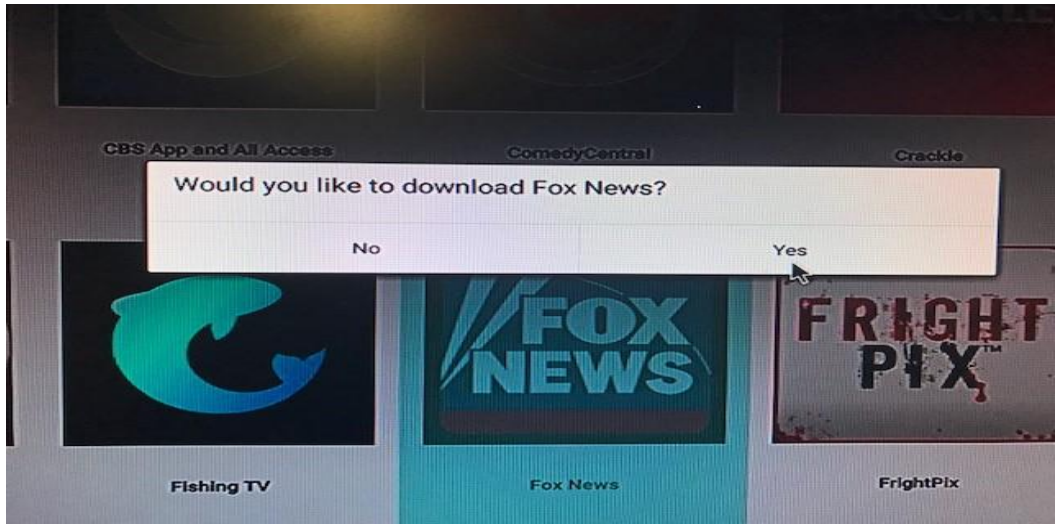 CBS App and All Access
ComedyCentral
Crackle
Would you like to download Fox News?
No
Yes
FOX
NEWS
FRIGHT
PIX™
Fishing TV
Fox News
FrightPix